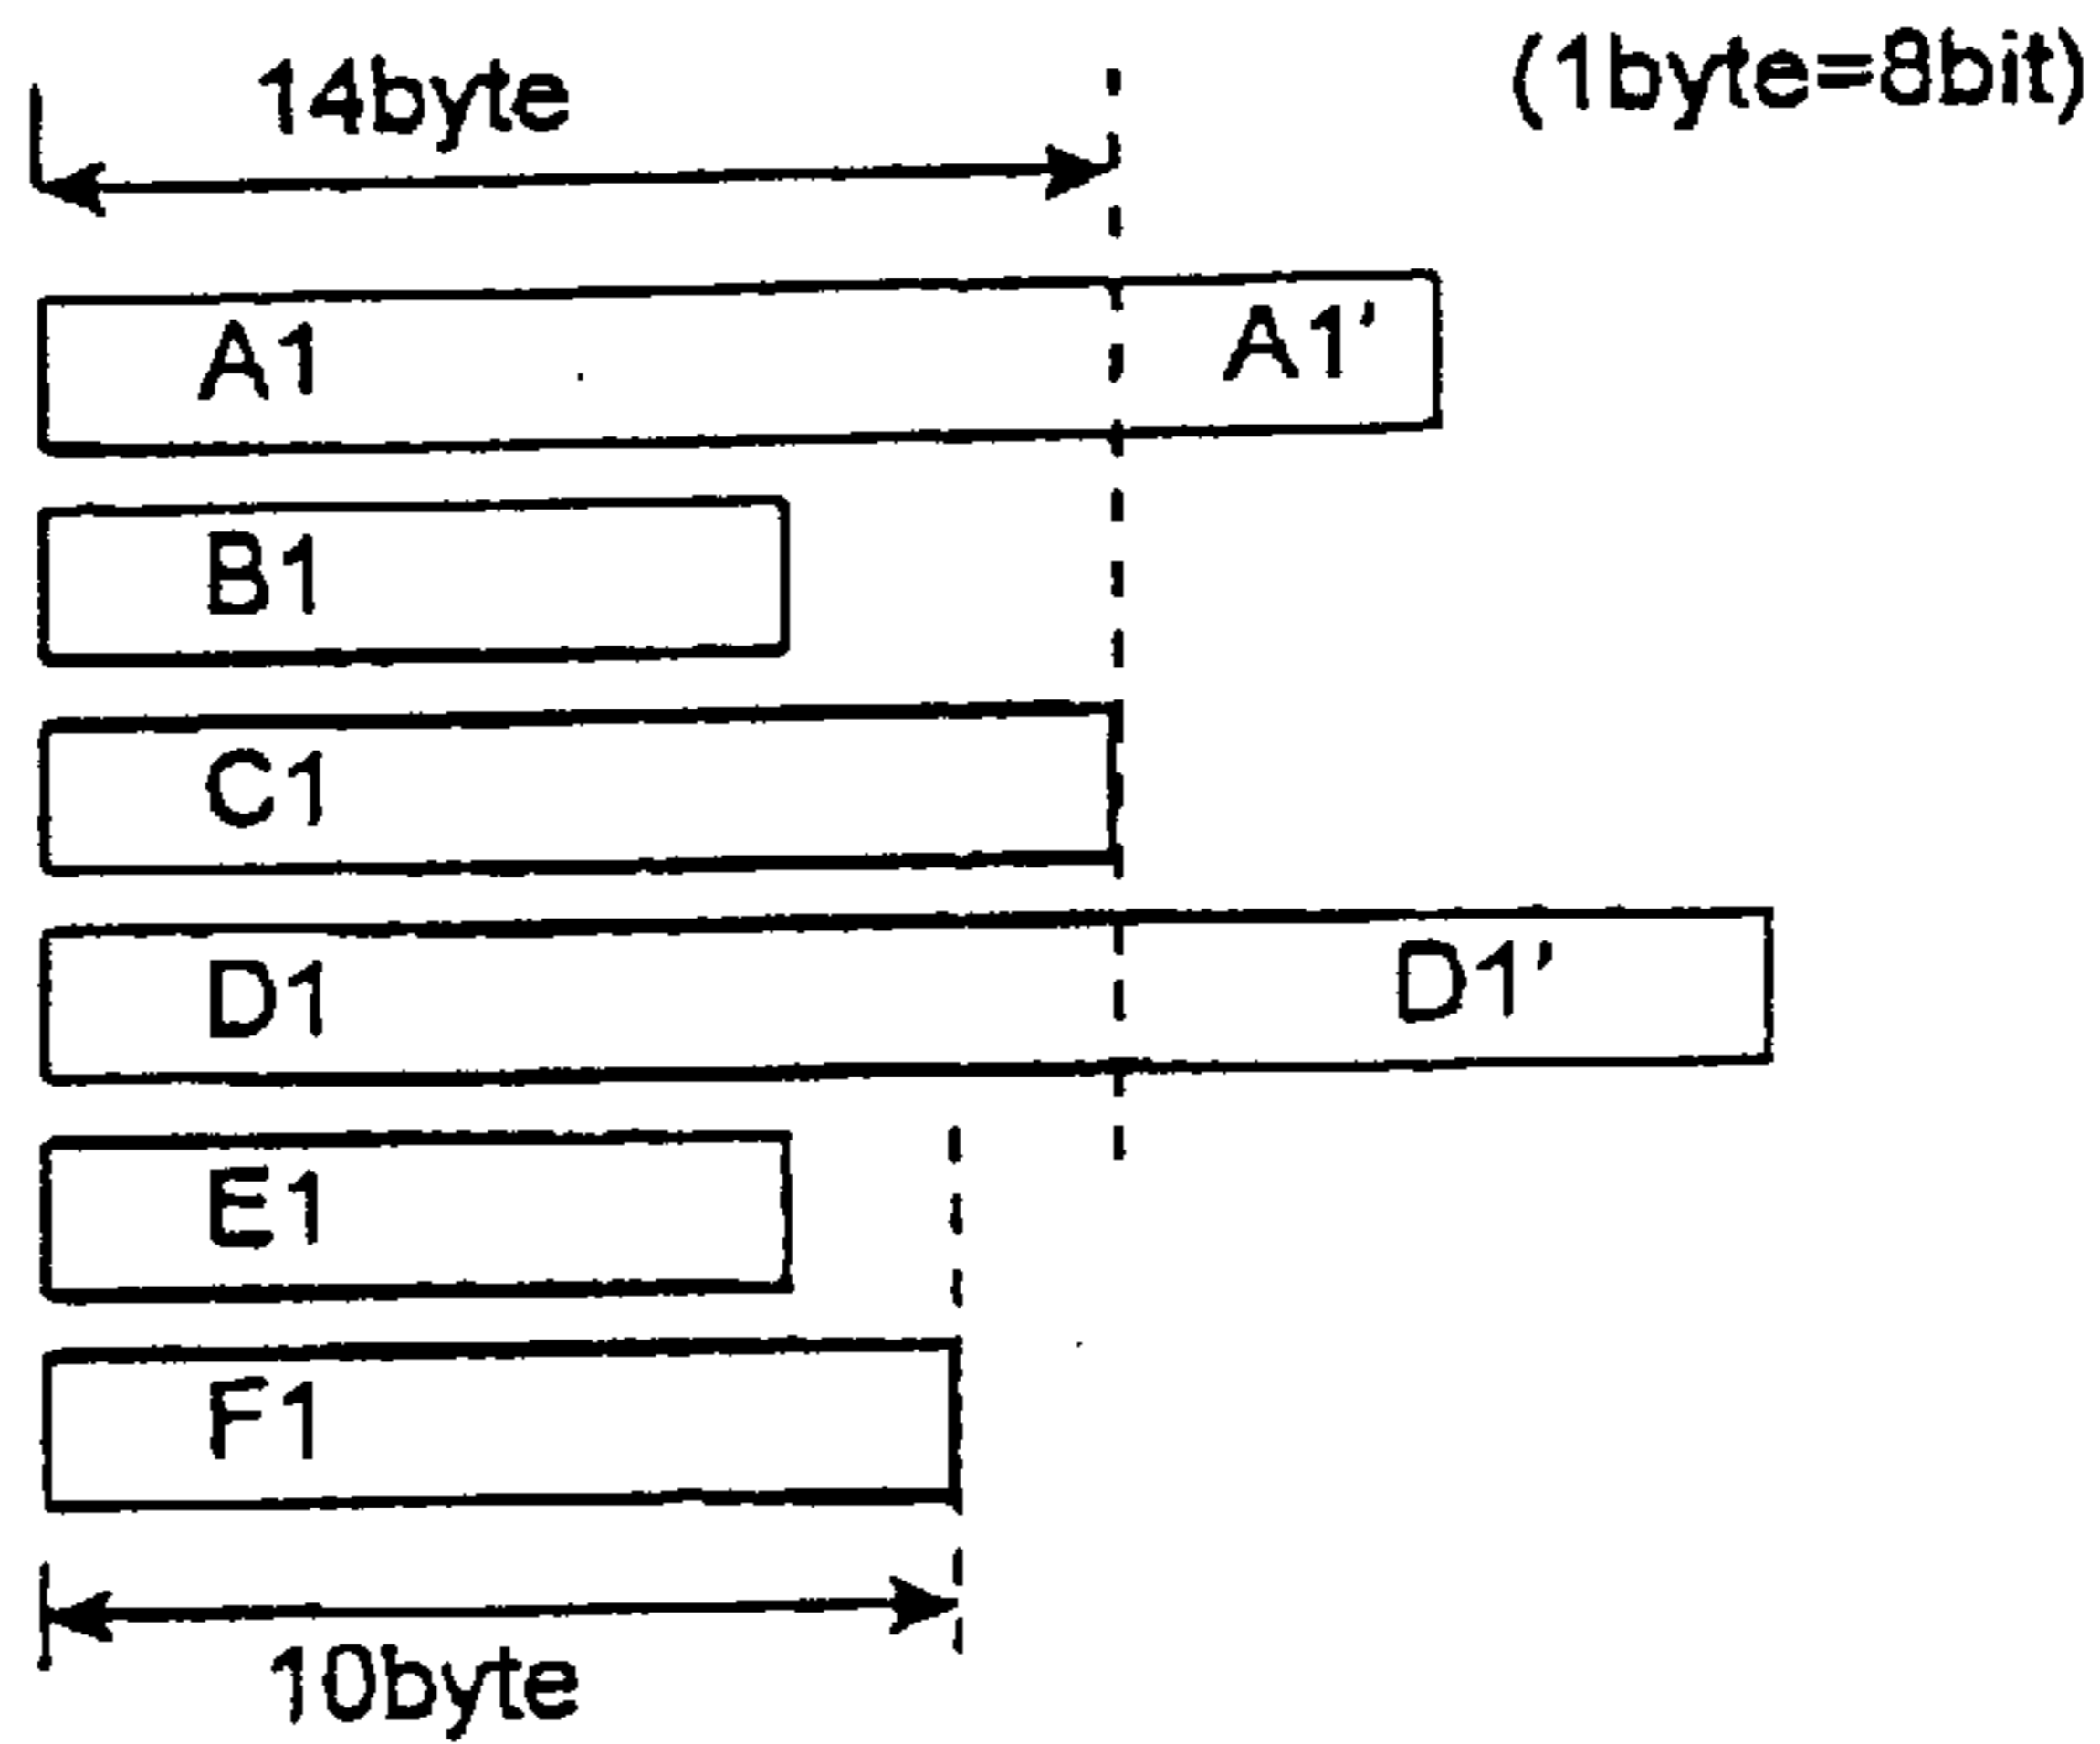 14byte
(1byte=8bit)
A1
A1’
B1
C1
D1
D1’
E1
F1
10byte